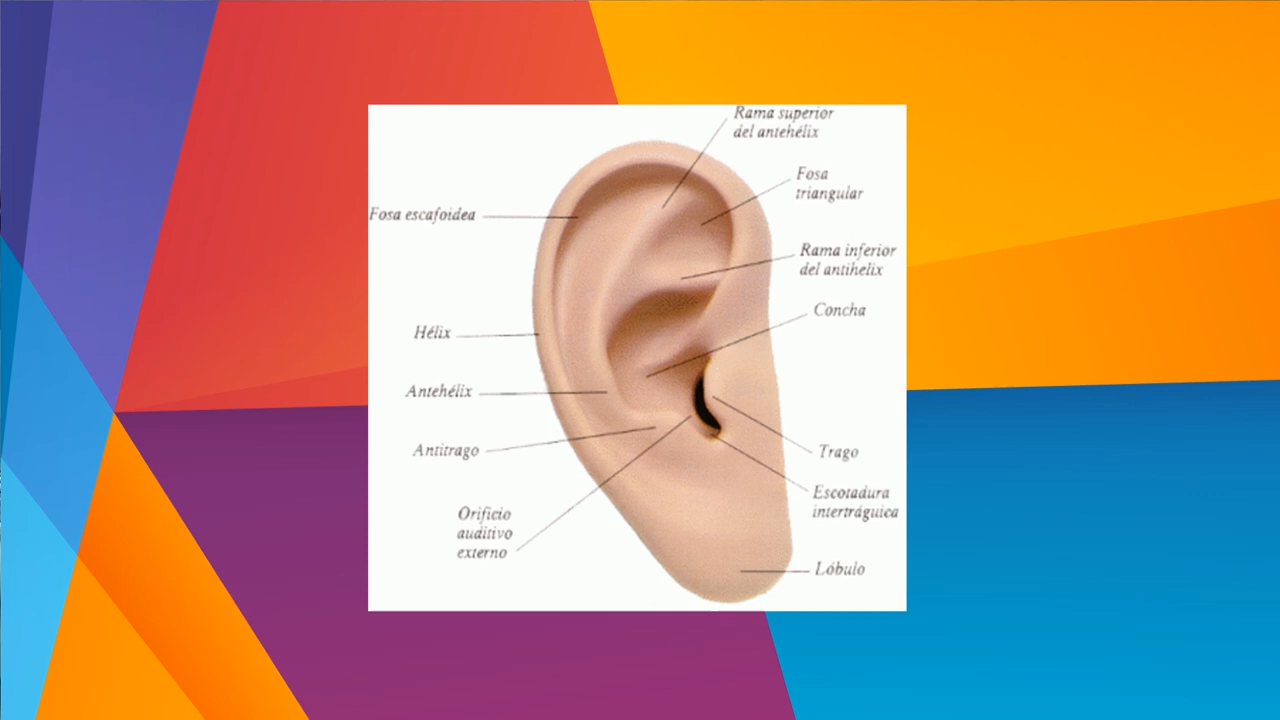 Rama superior
del antehélix
Fosa
triangular
Fosa escafoidea
Rama inferior
del antihelix
Concha
Hélix
Antehélix
Antitrago
Trago
Escotadura
intertráguica
Orificio
auditivo
externo
Lóbulo